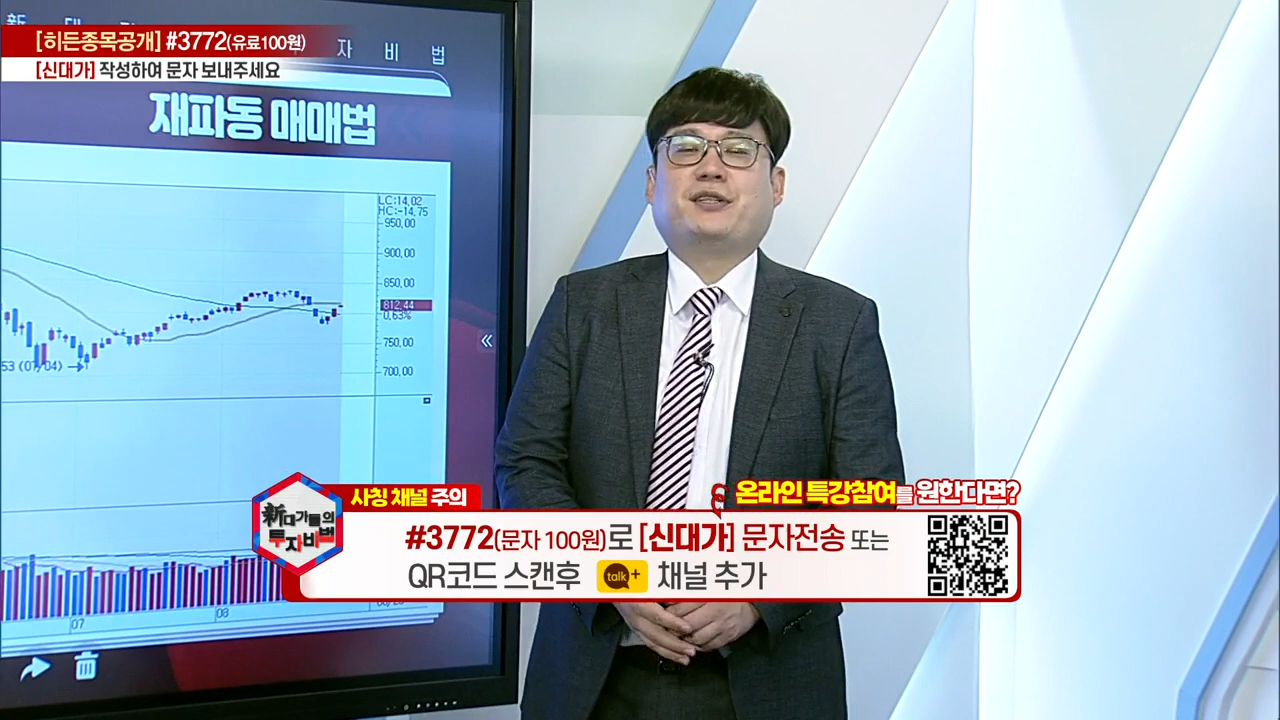 [히든종목공개] #3772(유료100원)
자 비 법
[신대가] 작성하여 문자 보내주세요
재파동 매매법
LC:14,02
HC:-14,75
950,00
900,00
850,00
812,44
0,63%
750,00
700,00
53 (07/04)
07
08
新대가들의
투자비법
사칭 채널 주의
온라인 특강참여를 원한다면?
#3772(문자 100원)로 [신대가] 문자전송 또는
QR코드 스캔후 talk+ 채널 추가